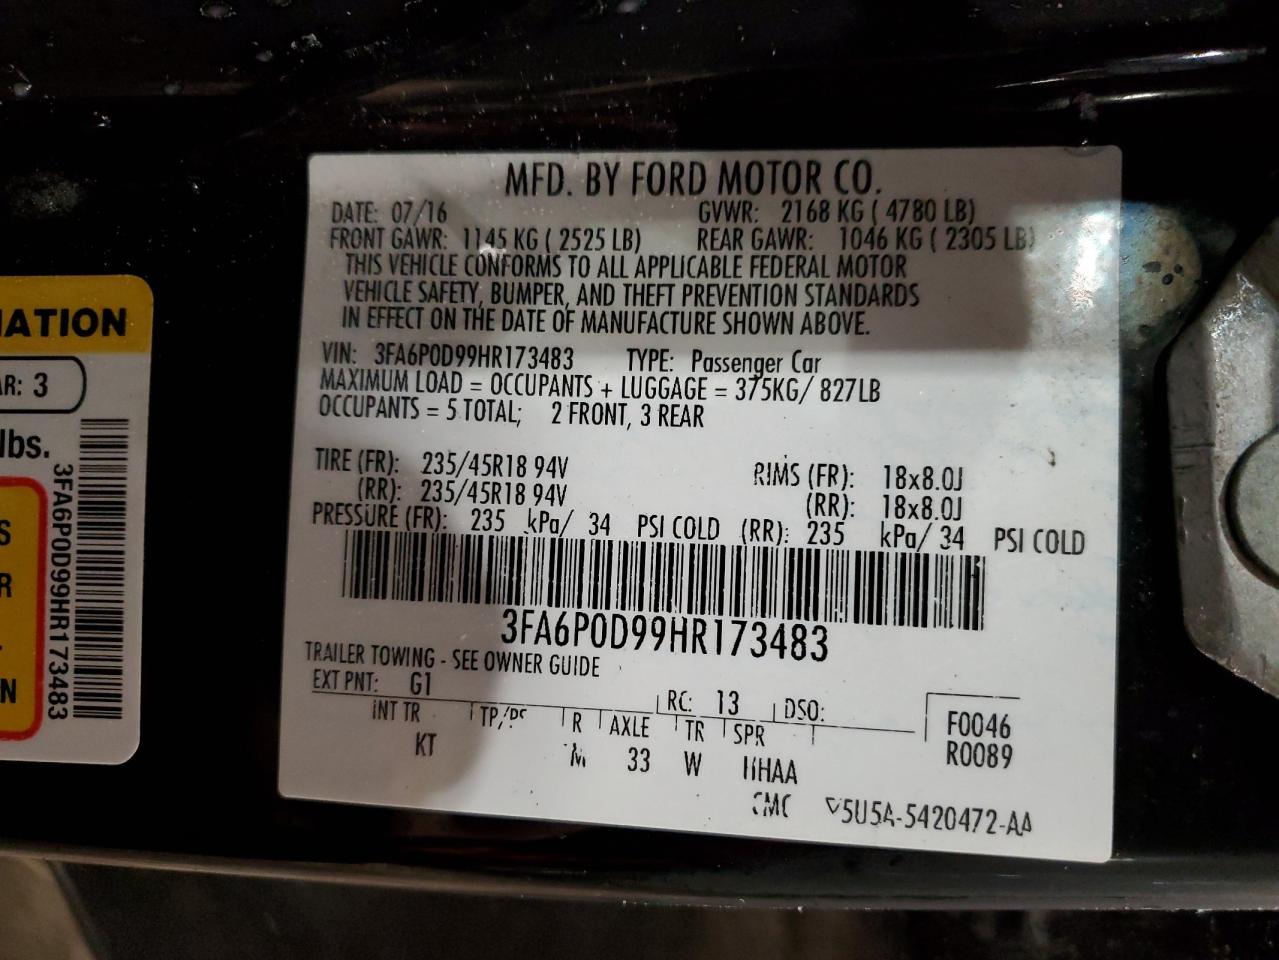 MFD. BY FORD MOTOR CO.
DATE: 07/16 GVWR: 2168 KG ( 4780 LB)
FRONT GAWR: 1145 KG ( 2525 LB) REAR GAWR: 1046 KG ( 2305 LB)
THIS VEHICLE CONFORMS TO ALL APPLICABLE FEDERAL MOTOR
VEHICLE SAFETY, BUMPER, AND THEFT PREVENTION STANDARDS
IN EFFECT ON THE DATE OF MANUFACTURE SHOWN ABOVE.
VIN: 3FA6P0D99HR173483 TYPE: Passenger Car
MAXIMUM LOAD = OCCUPANTS + LUGGAGE = 375KG/ 827LB
OCCUPANTS = 5 TOTAL; 2 FRONT, 3 REAR
TIRE (FR): 235/45R18 94V RIMS (FR): 18x8.0J
(RR): 235/45R18 94V (RR): 18x8.0J
PRESSURE (FR): 235 kPa/ 34 PSI COLD (RR): 235 kPa/ 34 PSI COLD
3FA6P0D99HR173483
TRAILER TOWING - SEE OWNER GUIDE
EXT PNT: G1 RC: 13 DSO:
INT TR TP/PS R AXLE TR SPR F0046
KT M 33 W R0089
5U5A-5420472-AA
IATION
AR: 3
lbs.
3FA6P0D99HR173483
S
R
N